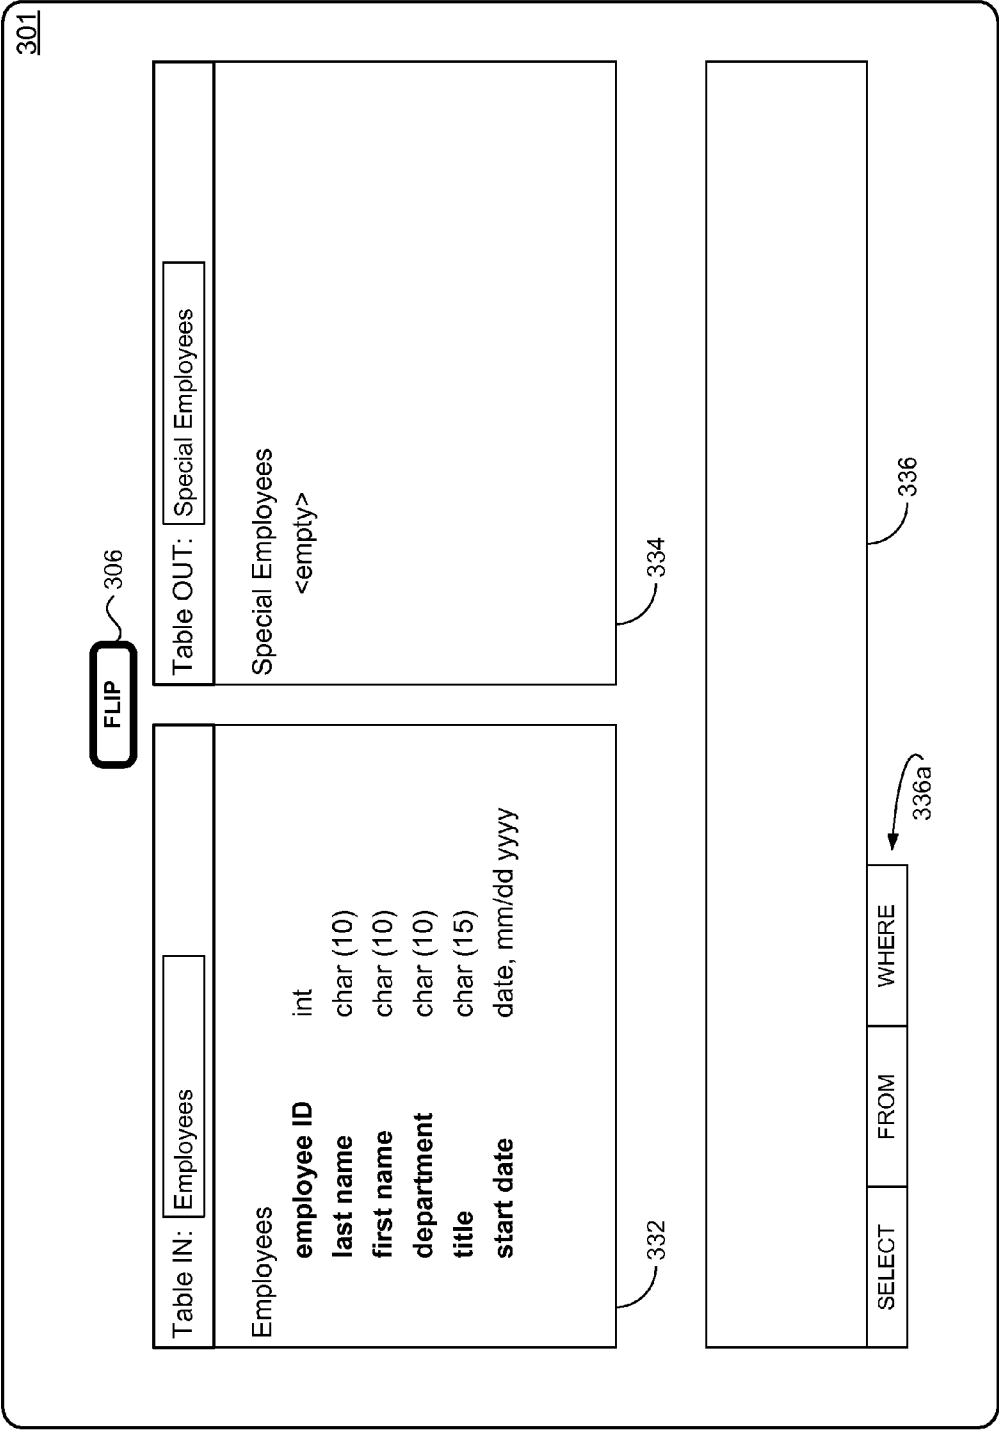 301
FLIP
306
Table IN: Employees
Table OUT: Special Employees
Employees
employee ID int
last name char (10)
first name char (10)
department char (10)
title char (15)
start date date, mm/dd yyyy
Special Employees
<empty>
332
334
SELECT FROM WHERE
336a
336